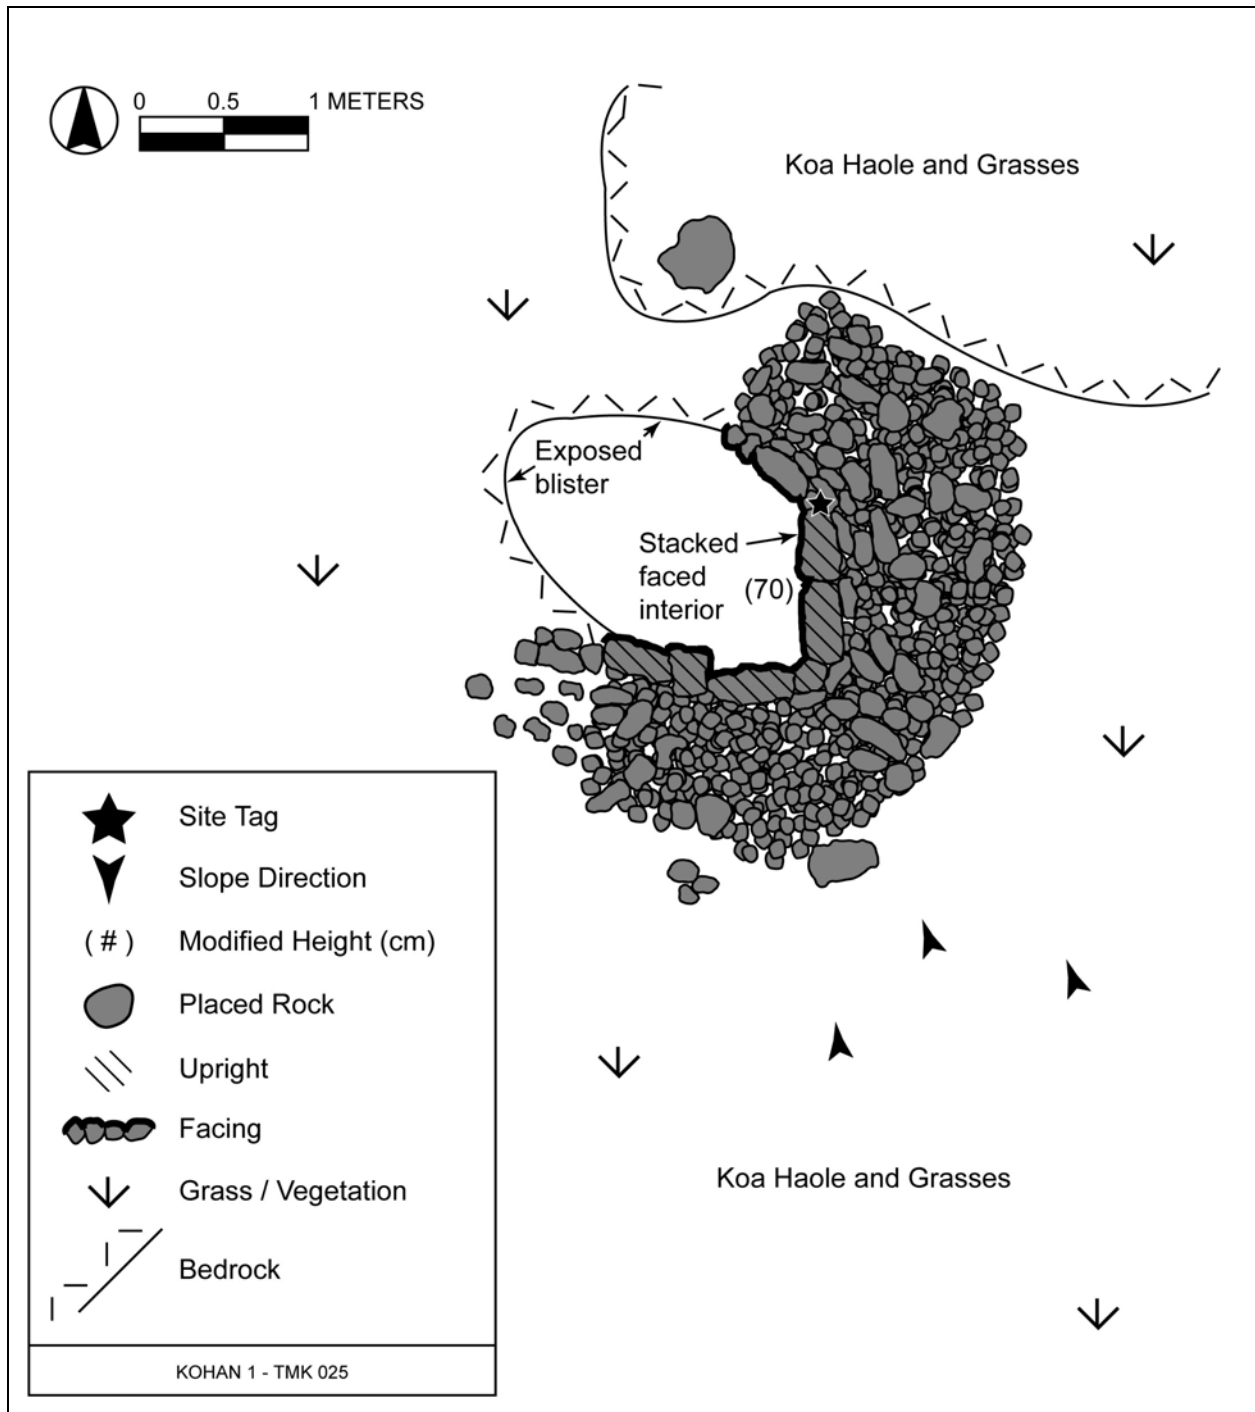 0 0.5 1 METERS
Koa Haole and Grasses
Exposed
blister
Stacked
faced
interior
(70)
Site Tag
Slope Direction
( # ) Modified Height (cm)
Placed Rock
Upright
Facing
Grass / Vegetation
Bedrock
KOHAN 1 - TMK 025
Koa Haole and Grasses